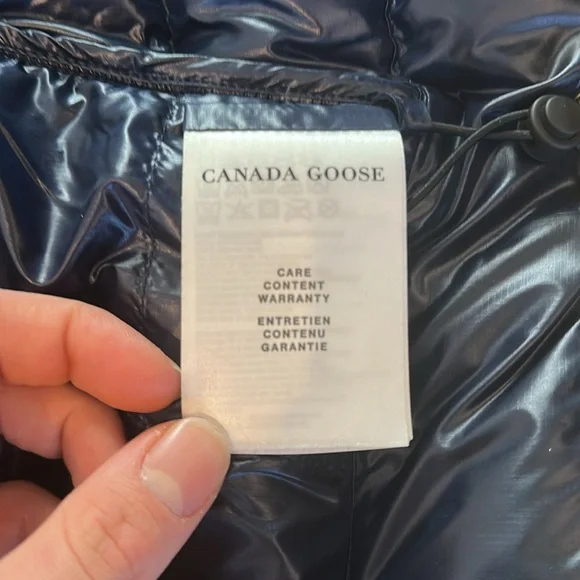 CANADA GOOSE
CARE
CONTENT
WARRANTY
ENTRETIEN
CONTENU
GARANTIE